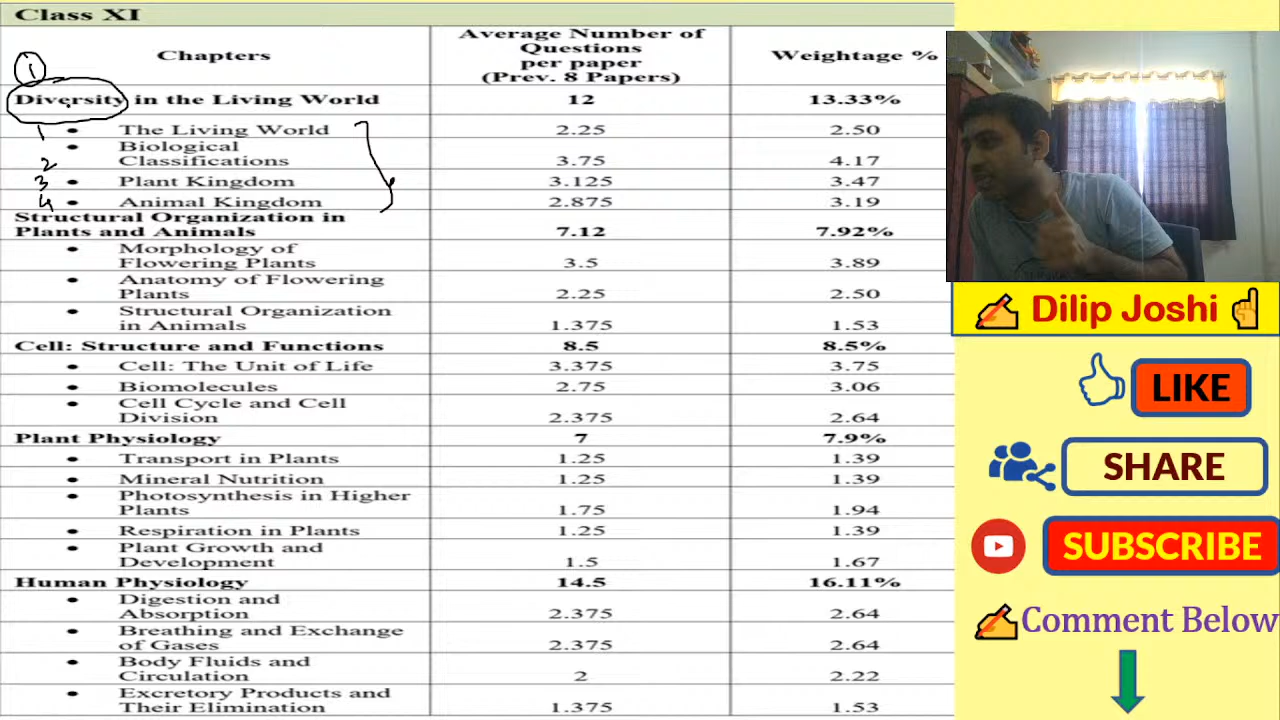 Class XI
Chapters
Average Number of
Questions
per paper
(Prev. 8 Papers)
Weightage %
1
Diversity in the Living World 12 13.33%
1 • The Living World 2.25 2.50
• Biological
2 Classifications 3.75 4.17
3 • Plant Kingdom 3.125 3.47
4 • Animal Kingdom 2.875 3.19
Structural Organization in
Plants and Animals 7.12 7.92%
• Morphology of
Flowering Plants 3.5 3.89
• Anatomy of Flowering
Plants 2.25 2.50
• Structural Organization
in Animals 1.375 1.53
Cell: Structure and Functions 8.5 8.5%
• Cell: The Unit of Life 3.375 3.75
• Biomolecules 2.75 3.06
• Cell Cycle and Cell
Division 2.375 2.64
Plant Physiology 7 7.9%
• Transport in Plants 1.25 1.39
• Mineral Nutrition 1.25 1.39
• Photosynthesis in Higher
Plants 1.75 1.94
• Respiration in Plants 1.25 1.39
• Plant Growth and
Development 1.5 1.67
Human Physiology 14.5 16.11%
• Digestion and
Absorption 2.375 2.64
• Breathing and Exchange
of Gases 2.375 2.64
• Body Fluids and
Circulation 2 2.22
• Excretory Products and
Their Elimination 1.375 1.53
Dilip Joshi
LIKE
SHARE
SUBSCRIBE
Comment Below